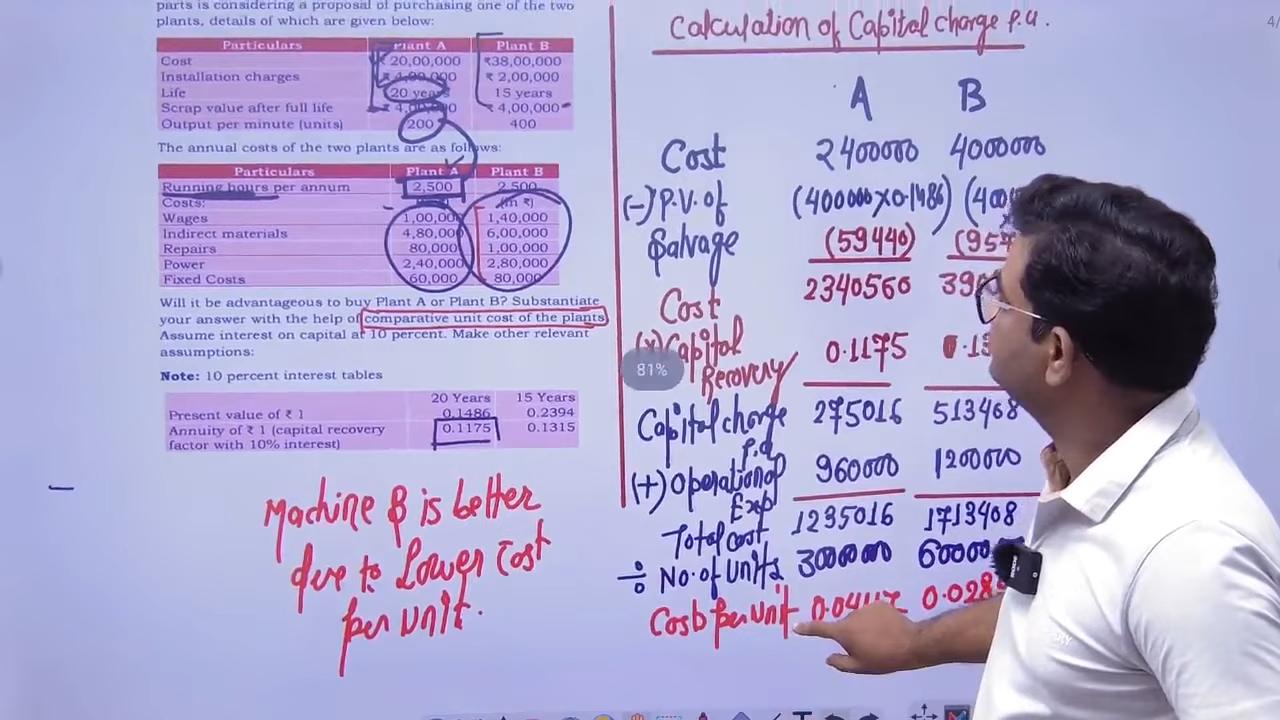 parts is considering a proposal of purchasing one of the two
plants, details of which are given below:
Particulars Plant A Plant B
Cost ₹ 20,00,000 ₹38,00,000
Installation charges ₹ 4,00,000 ₹ 2,00,000
Life 20 years 15 years
Scrap value after full life ₹ 4,00,000 ₹ 4,00,000
Output per minute (units) 200 400
The annual costs of the two plants are as follows:
Particulars Plant A Plant B
Running hours per annum 2,500 2,500
Costs: (in ₹)
Wages 1,00,000 1,40,000
Indirect materials 4,80,000 6,00,000
Repairs 80,000 1,00,000
Power 2,40,000 2,80,000
Fixed Costs 60,000 80,000
Will it be advantageous to buy Plant A or Plant B? Substantiate
your answer with the help of comparative unit cost of the plants
Assume interest on capital at 10 percent. Make other relevant
assumptions:
Note: 10 percent interest tables
20 Years 15 Years
Present value of ₹ 1 0.1486 0.2394
Annuity of ₹ 1 (capital recovery 0.1175 0.1315
factor with 10% interest)
Machine B is better
due to Lower Cost
per unit.
Calculation of Capital charge p.u.
A B
Cost 2400000 4000000
(-) P.V. of (400000x0.1486)
Salvage (59440)
Cost 2340560
(x) Capital 0.1175
Recovery
81%
Capital charge 275016 513468
p.a
(+) Operational 960000 1200000
Exp
Total cost 1235016 1713468
÷ No. of Units 3000000
Cost per unit
4/